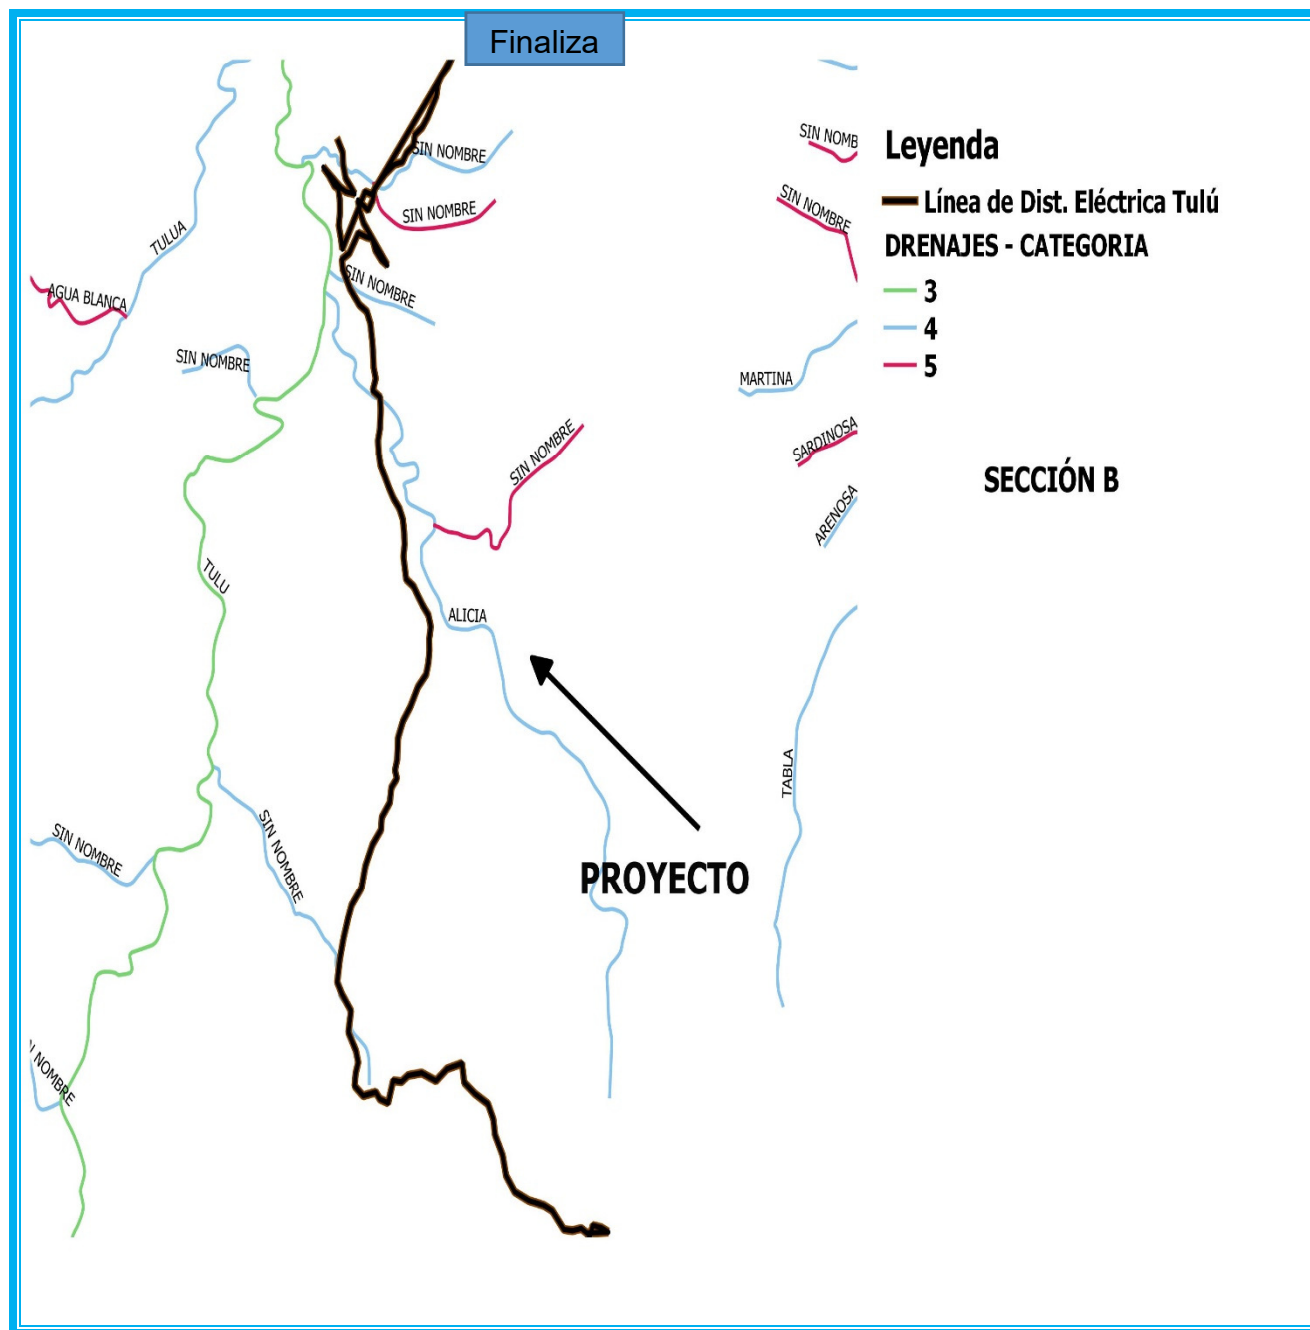 Finaliza
SIN NOMB
SIN NOMBRE
Leyenda
SIN NOMBRE
SIN NOMBRE
Línea de Dist. Eléctrica Tulú
TULUA
DRENAJES - CATEGORIA
SIN NOMBRE
AGUA BLANCA
3
4
SIN NOMBRE
5
MARTINA
SIN NOMBRE
SARDINOSA
SECCIÓN B
ARENOSA
TULU
ALICIA
TABLA
SIN NOMBRE
SIN NOMBRE
PROYECTO
N NOMBRE